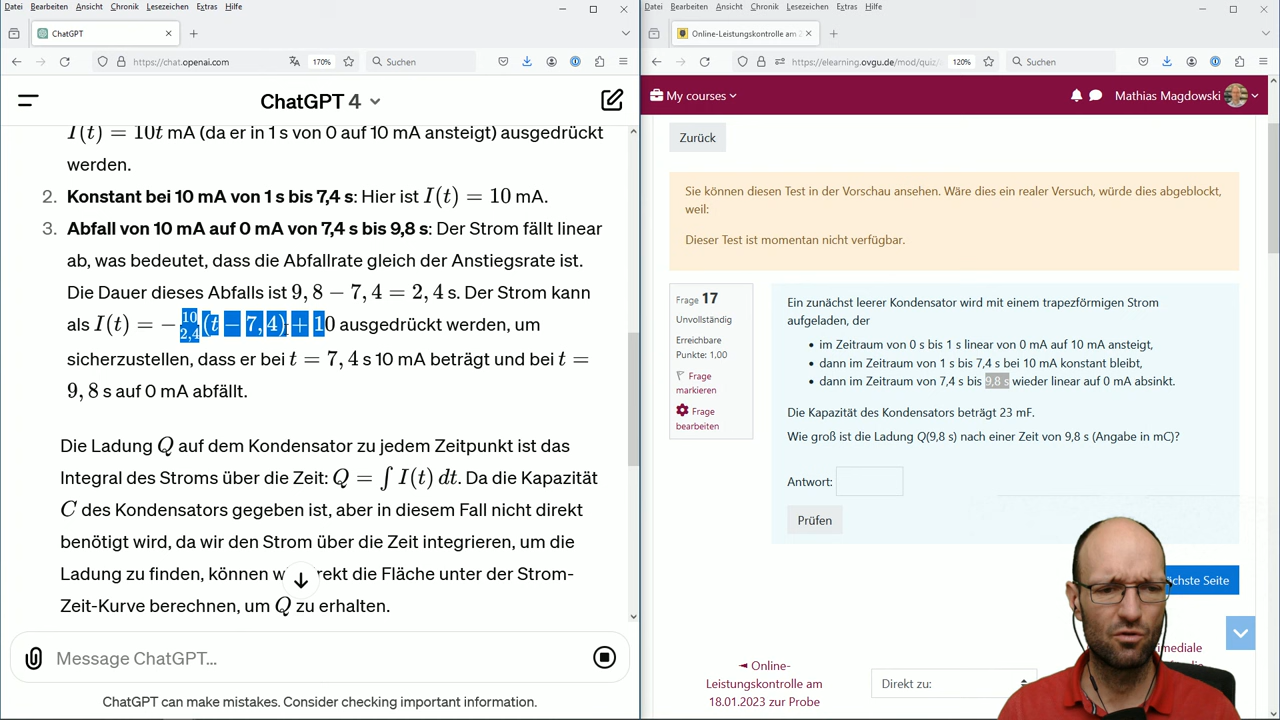 Datei Bearbeiten Ansicht Chronik Lesezeichen Extras Hilfe
ChatGPT
https://chat.openai.com
170%
Suchen
ChatGPT 4
I(t) = 10t mA (da er in 1 s von 0 auf 10 mA ansteigt) ausgedrückt
werden.
2. Konstant bei 10 mA von 1 s bis 7,4 s: Hier ist I(t) = 10 mA.
3. Abfall von 10 mA auf 0 mA von 7,4 s bis 9,8 s: Der Strom fällt linear
ab, was bedeutet, dass die Abfallrate gleich der Anstiegsrate ist.
Die Dauer dieses Abfalls ist 9,8 − 7,4 = 2,4 s. Der Strom kann
als I(t) = −10/2,4 (t − 7,4) + 10 ausgedrückt werden, um
sicherzustellen, dass er bei t = 7,4 s 10 mA beträgt und bei t =
9,8 s auf 0 mA abfällt.
Die Ladung Q auf dem Kondensator zu jedem Zeitpunkt ist das
Integral des Stroms über die Zeit: Q = ∫ I(t) dt. Da die Kapazität
C des Kondensators gegeben ist, aber in diesem Fall nicht direkt
benötigt wird, da wir den Strom über die Zeit integrieren, um die
Ladung zu finden, können w rekt die Fläche unter der Strom-
Zeit-Kurve berechnen, um Q zu erhalten.
Message ChatGPT…
ChatGPT can make mistakes. Consider checking important information.
Datei Bearbeiten Ansicht Chronik Lesezeichen Extras Hilfe
Online-Leistungskontrolle am 2
https://elearning.ovgu.de/mod/quiz/
120%
Suchen
My courses
Mathias Magdowski
Zurück
Sie können diesen Test in der Vorschau ansehen. Wäre dies ein realer Versuch, würde dies abgeblockt,
weil:
Dieser Test ist momentan nicht verfügbar.
Frage 17
Unvollständig
Erreichbare
Punkte: 1,00
Frage
markieren
Frage
bearbeiten
Ein zunächst leerer Kondensator wird mit einem trapezförmigen Strom
aufgeladen, der
• im Zeitraum von 0 s bis 1 s linear von 0 mA auf 10 mA ansteigt,
• dann im Zeitraum von 1 s bis 7,4 s bei 10 mA konstant bleibt,
• dann im Zeitraum von 7,4 s bis 9,8 s wieder linear auf 0 mA absinkt.
Die Kapazität des Kondensators beträgt 23 mF.
Wie groß ist die Ladung Q(9,8 s) nach einer Zeit von 9,8 s (Angabe in mC)?
Antwort:
Prüfen
chste Seite
◄ Online-
Leistungskontrolle am
18.01.2023 zur Probe
Direkt zu:
imediale